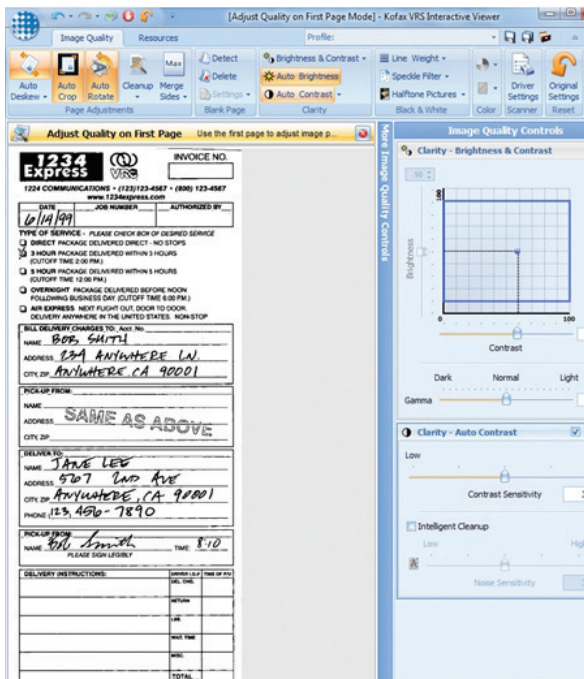 [Adjust Quality on First Page Mode] - Kofax VRS Interactive Viewer
Image Quality Resources Profile:
Auto Deskew Auto Crop Auto Rotate Cleanup Max Merge Sides
Page Adjustments
Detect
Delete
Settings
Blank Page
Brightness & Contrast
Auto Brightness
Auto Contrast
Clarity
Line Weight
Speckle Filter
Halftone Pictures
Black & White
Color
Driver Settings
Scanner
Original Settings
Reset
Adjust Quality on First Page Use the first page to adjust image p...
1234 Express VRS INVOICE NO.
1224 COMMUNICATIONS • (123)123-4567 • (800) 123-4567
www.1234express.com
DATE JOB NUMBER AUTHORIZED BY
6/14/99
TYPE OF SERVICE - PLEASE CHECK BOX OF DESIRED SERVICE
DIRECT PACKAGE DELIVERED DIRECT - NO STOPS
3 HOUR PACKAGE DELIVERED WITHIN 3 HOURS
(CUTOFF TIME 2:00 PM.)
5 HOUR PACKAGE DELIVERED WITHIN 5 HOURS
(CUTOFF TIME 12:00 PM.)
OVERNIGHT PACKAGE DELIVERED BEFORE NOON
FOLLOWING BUSINESS DAY (CUTOFF TIME 6:00 PM.)
AIR EXPRESS NEXT FLIGHT OUT, DOOR TO DOOR.
DELIVERY ANYWHERE IN THE UNITED STATES. NON-STOP
BILL DELIVERY CHARGES TO: Acct. No.
NAME BOB SMITH
ADDRESS 234 ANYWHERE LN.
CITY, ZIP ANYWHERE CA 90001
PICK-UP FROM:
NAME
ADDRESS SAME AS ABOVE
CITY, ZIP
DELIVER TO:
NAME JANE LEE
ADDRESS 567 2ND AVE
CITY, ZIP ANYWHERE, CA 90001
PHONE (123) 456-7890
PICK-UP FROM:
NAME Bob Smith TIME 8:10
PLEASE SIGN LEGIBLY
DELIVERY INSTRUCTIONS: DRIVER I.D.# TIME OF P/U
DEL. CHG.
RETURN
WAIT. TIME
MISC.
TOTAL
More Image Quality Controls
Image Quality Controls
Clarity - Brightness & Contrast
50
100
Brightness
0 100
Contrast
Dark Normal Light
Gamma
Clarity - Auto Contrast
Low
Contrast Sensitivity
Intelligent Cleanup
Low
Noise Sensitivity